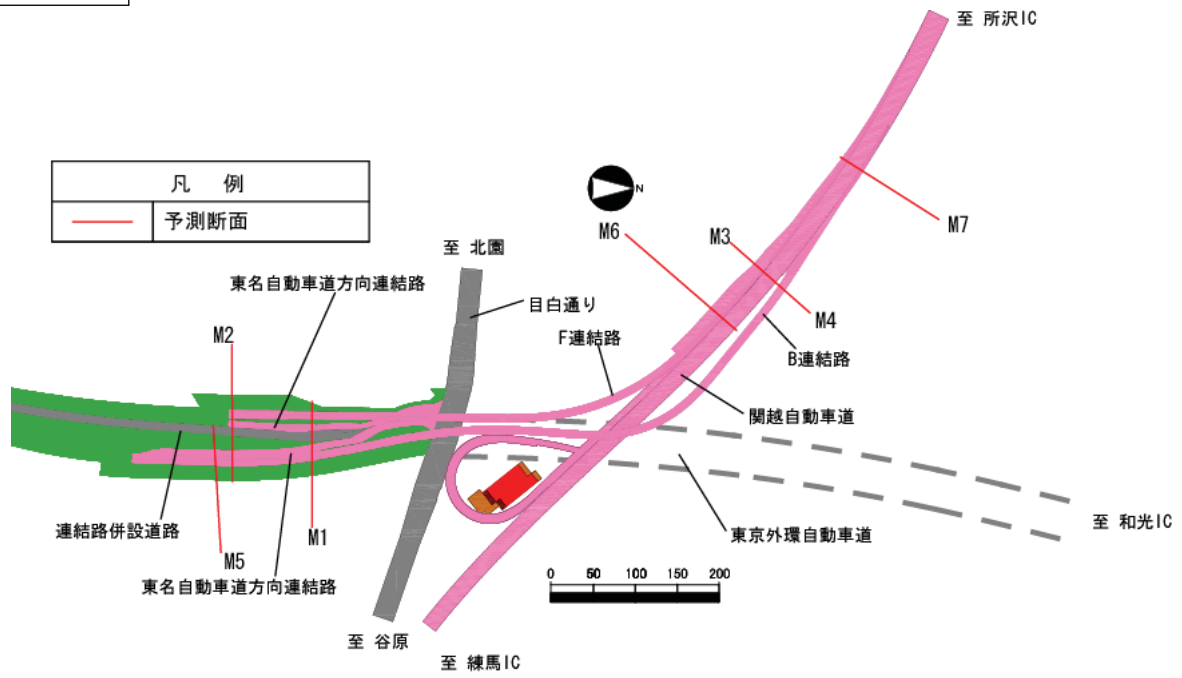 至 所沢IC
凡 例
予測断面
N
M7
M6
M3
至 北園
東名自動車道方向連結路
目白通り
M4
M2
F連結路
B連結路
関越自動車道
連結路併設道路
M1
M5
東名自動車道方向連結路
東京外環自動車道
至 和光IC
0 50 100 150 200
至 谷原
至 練馬IC